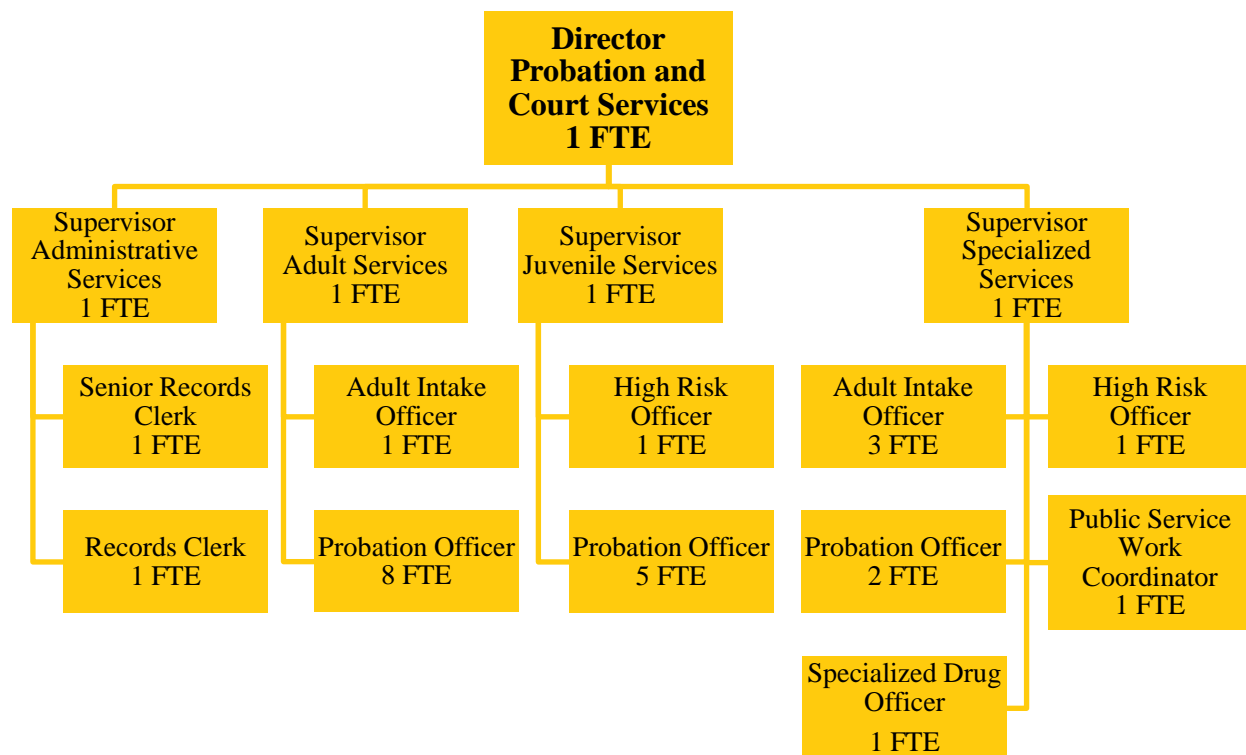 Director
Probation and
Court Services
1 FTE
Supervisor
Administrative
Services
1 FTE
Supervisor
Adult Services
1 FTE
Supervisor
Juvenile Services
1 FTE
Supervisor
Specialized
Services
1 FTE
Senior Records
Clerk
1 FTE
Adult Intake
Officer
1 FTE
High Risk
Officer
1 FTE
Adult Intake
Officer
3 FTE
High Risk
Officer
1 FTE
Records Clerk
1 FTE
Probation Officer
8 FTE
Probation Officer
5 FTE
Probation Officer
2 FTE
Public Service
Work
Coordinator
1 FTE
Specialized Drug
Officer
1 FTE